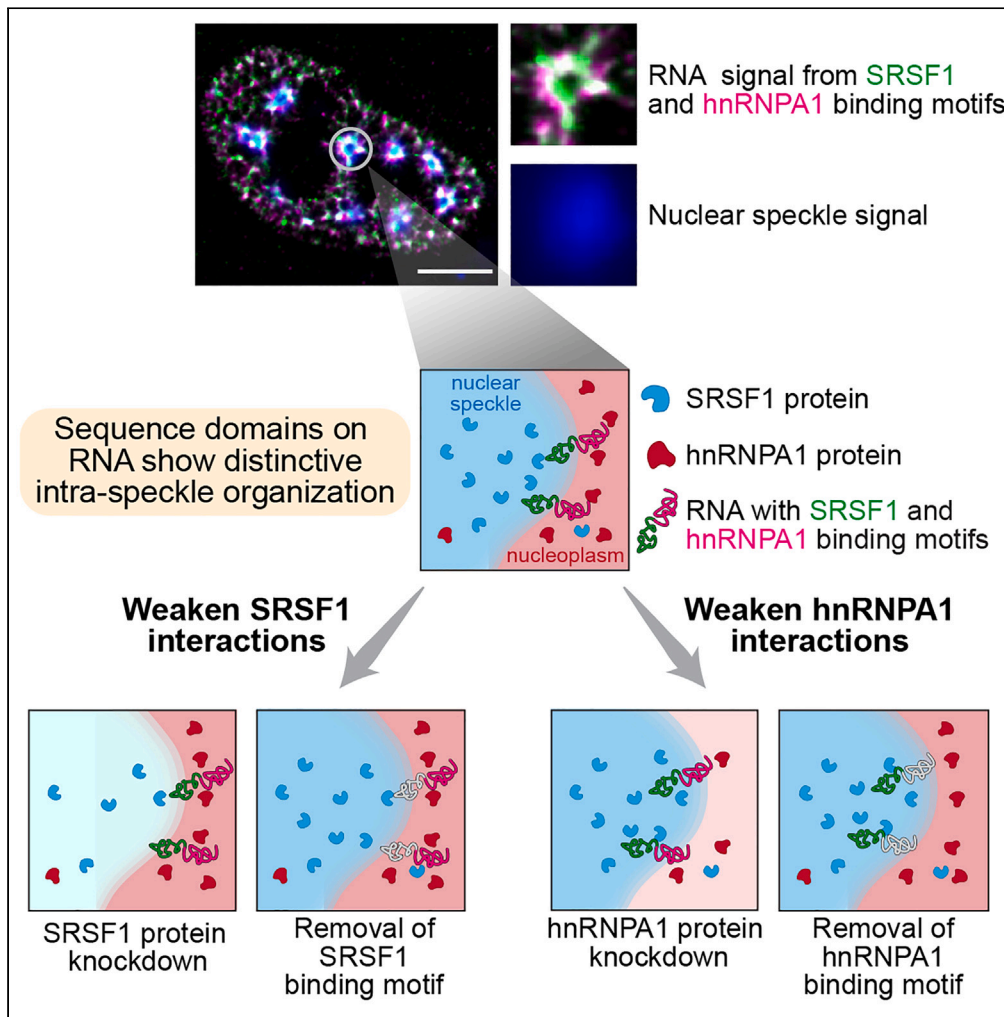 RNA signal from SRSF1
and hnRNPA1 binding motifs
Nuclear speckle signal
Sequence domains on
RNA show distinctive
intra-speckle organization
nuclear
speckle
nucleoplasm
SRSF1 protein
hnRNPA1 protein
RNA with SRSF1 and
hnRNPA1 binding motifs
Weaken SRSF1
interactions
Weaken hnRNPA1
interactions
SRSF1 protein
knockdown
Removal of
SRSF1
binding motif
hnRNPA1 protein
knockdown
Removal of
hnRNPA1
binding motif